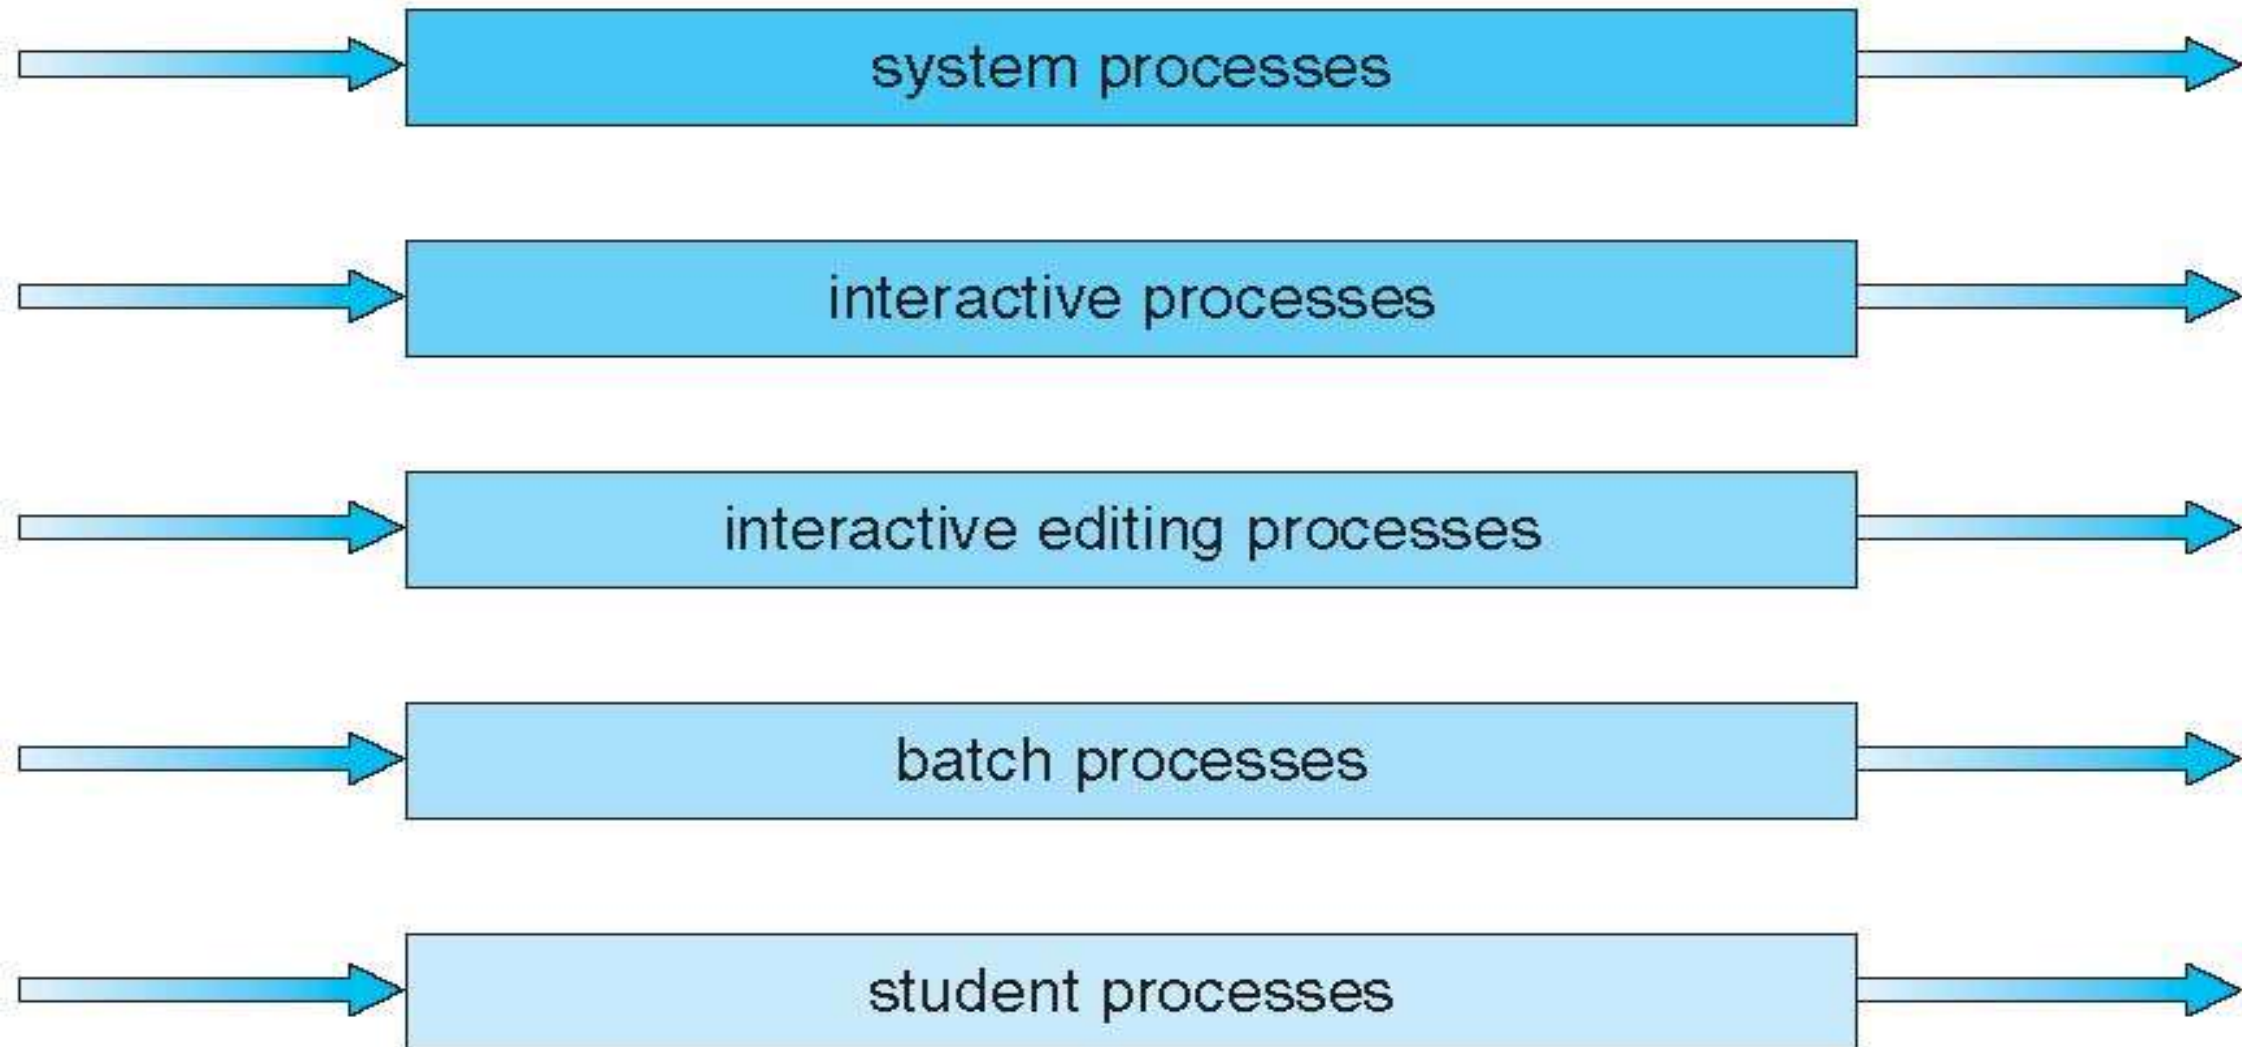 system processes
interactive processes
interactive editing processes
batch processes
student processes